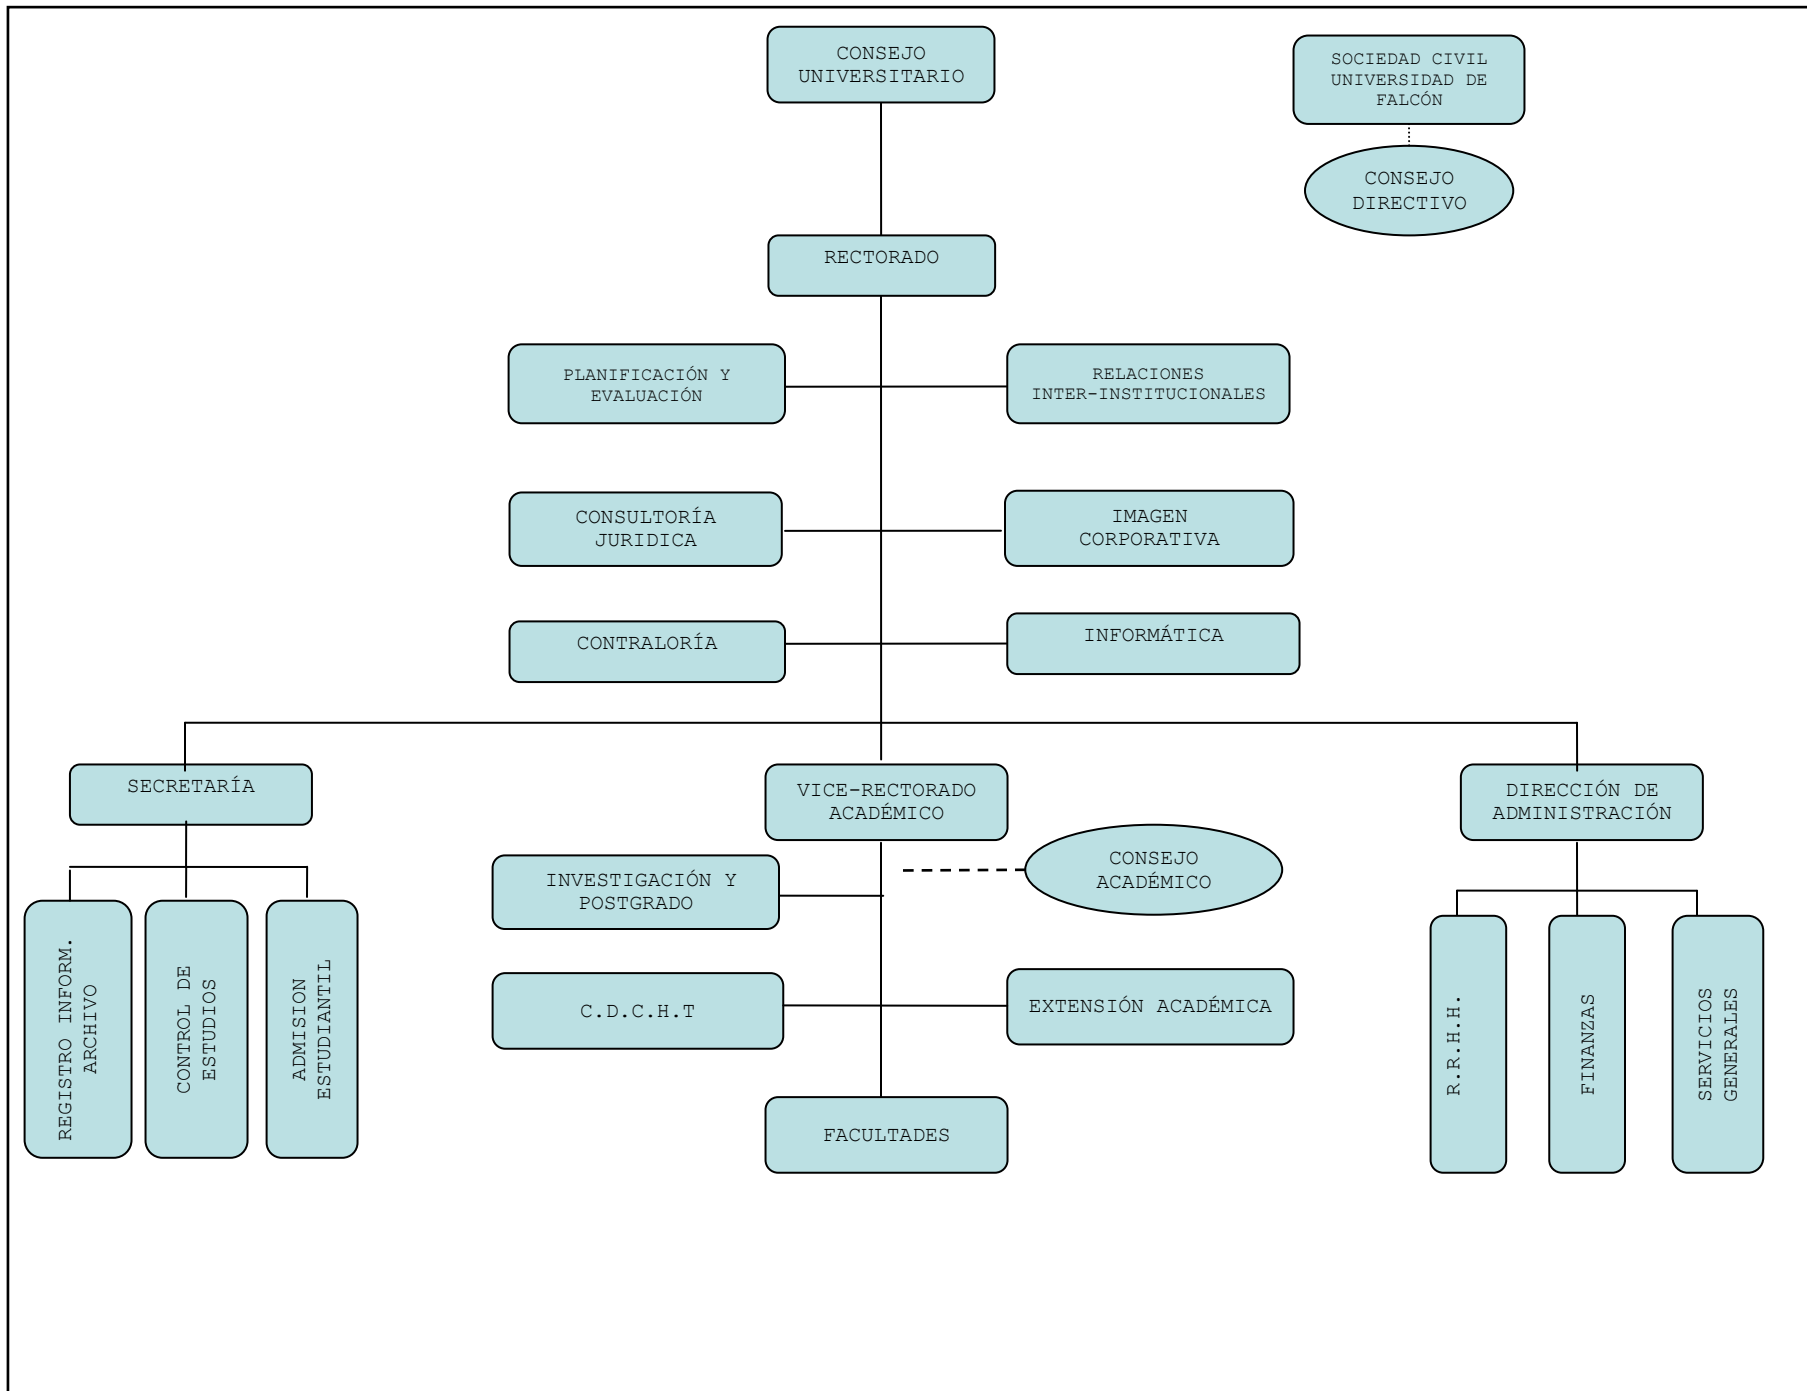 CONSEJO
UNIVERSITARIO
SOCIEDAD CIVIL
UNIVERSIDAD DE
FALCÓN
CONSEJO
DIRECTIVO
RECTORADO
PLANIFICACIÓN Y
EVALUACIÓN
RELACIONES
INTER-INSTITUCIONALES
CONSULTORÍA
JURIDICA
IMAGEN
CORPORATIVA
CONTRALORÍA
INFORMÁTICA
SECRETARÍA
VICE-RECTORADO
ACADÉMICO
DIRECCIÓN DE
ADMINISTRACIÓN
INVESTIGACIÓN Y
POSTGRADO
CONSEJO
ACADÉMICO
REGISTRO INFORM.
ARCHIVO
CONTROL DE
ESTUDIOS
ADMISION
ESTUDIANTIL
C.D.C.H.T
EXTENSIÓN ACADÉMICA
R.R.H.H.
FINANZAS
SERVICIOS
GENERALES
FACULTADES